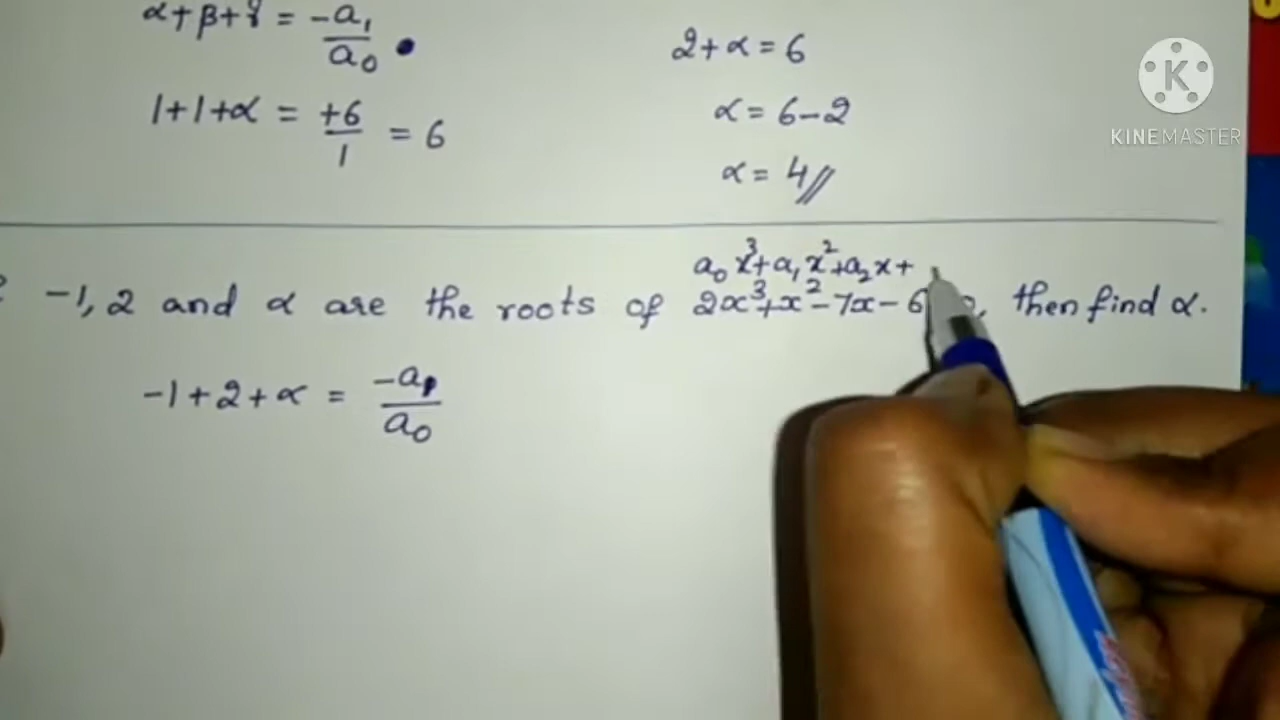 α+β+γ = -a₁/a₀
2+α = 6
1+1+α = +6/1 = 6
α = 6-2
α = 4//
KINEMASTER
a₀x³+a₁x²+a₂x+
-1, 2 and α are the roots of 2x³+x²-7x-6 , then find α.
-1+2+α = -a₁/a₀